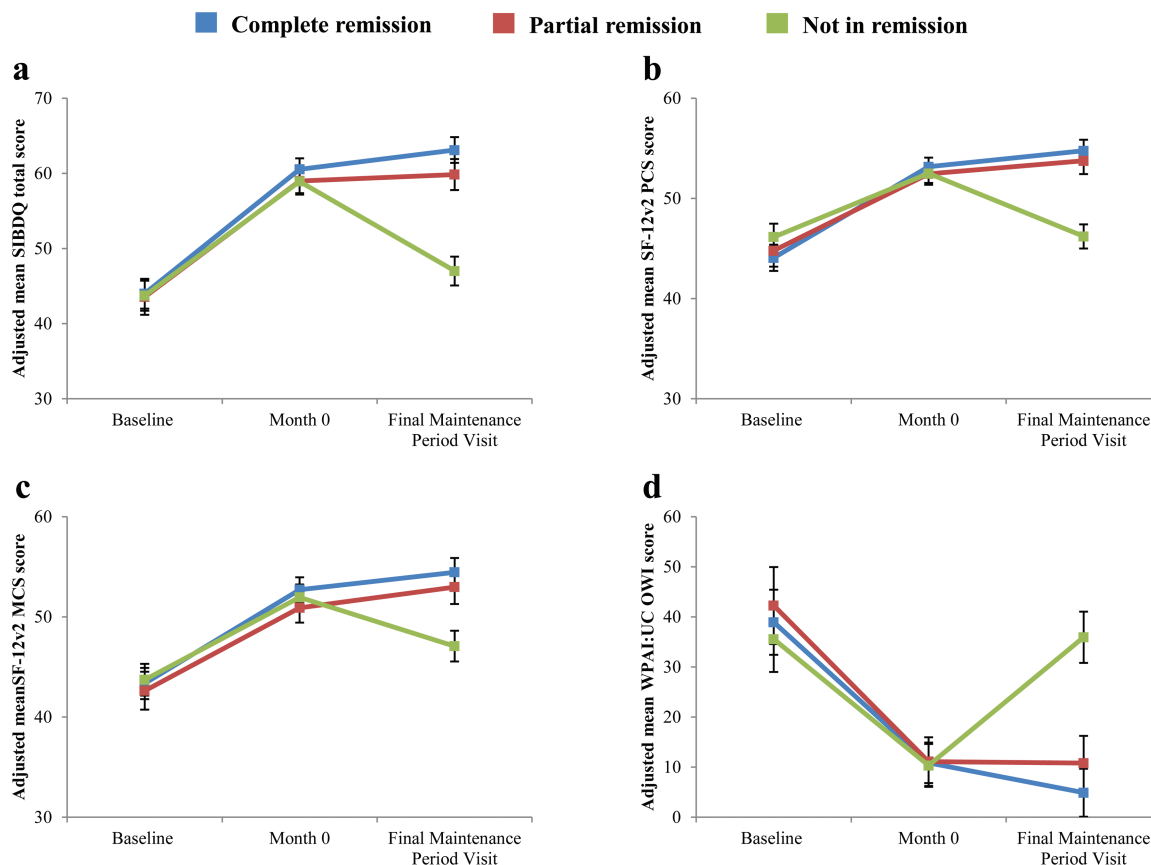 Complete remission
Partial remission
Not in remission
a
Adjusted mean SIBDQ total score
70
60
50
40
30
Baseline
Month 0
Final Maintenance
Period Visit
b
Adjusted mean SF-12v2 PCS score
60
50
40
30
Baseline
Month 0
Final Maintenance
Period Visit
c
Adjusted meanSF-12v2 MCS score
60
50
40
30
Baseline
Month 0
Final Maintenance
Period Visit
d
Adjusted mean WPAI:UC OWI score
60
50
40
30
20
10
0
Baseline
Month 0
Final Maintenance
Period Visit